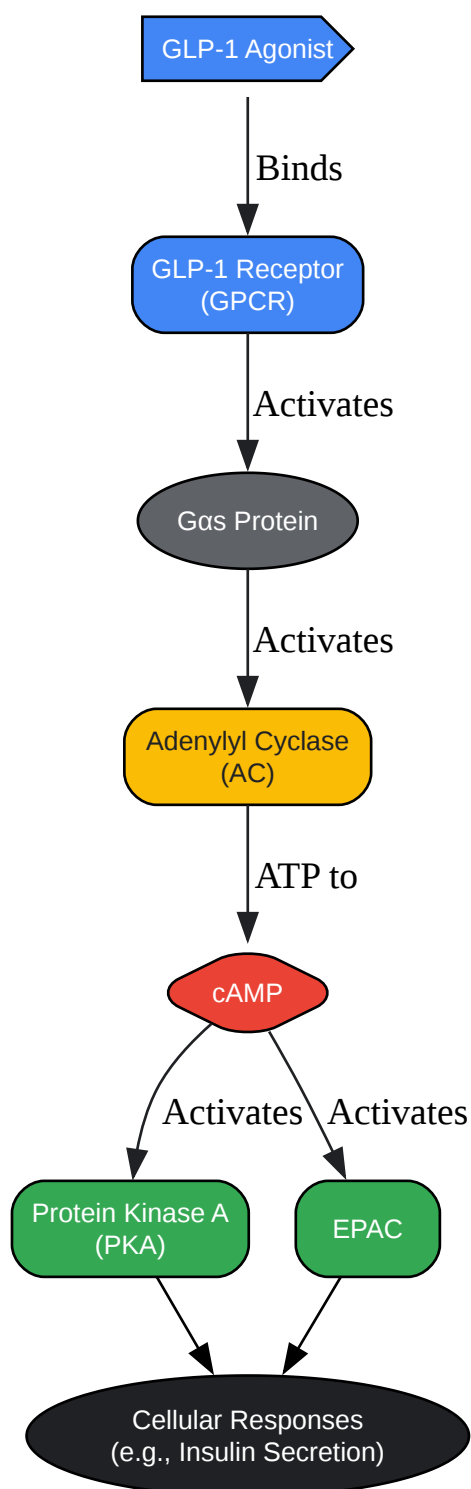 GLP-1 Agonist
Binds
GLP-1 Receptor
(GPCR)
Activates
Gαs Protein
Activates
Adenylyl Cyclase
(AC)
ATP to
cAMP
Activates
Activates
Protein Kinase A
(PKA)
EPAC
Cellular Responses
(e.g., Insulin Secretion)